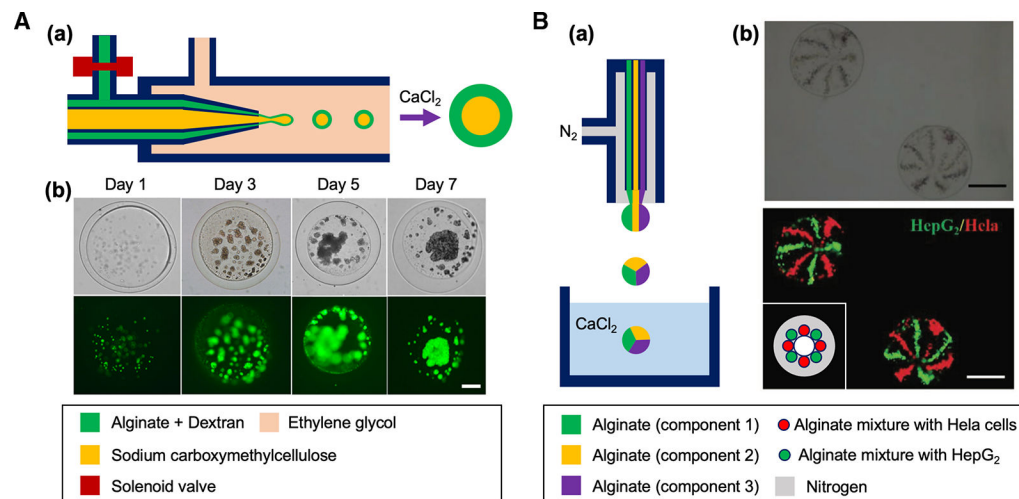 A
(a)
CaCl₂
(b)
Day 1 Day 3 Day 5 Day 7
Alginate + Dextran
Ethylene glycol
Sodium carboxymethylcellulose
Solenoid valve
B
(a)
N₂
CaCl₂
(b)
HepG₂/Hela
Alginate (component 1)
Alginate (component 2)
Alginate (component 3)
Alginate mixture with Hela cells
Alginate mixture with HepG₂
Nitrogen